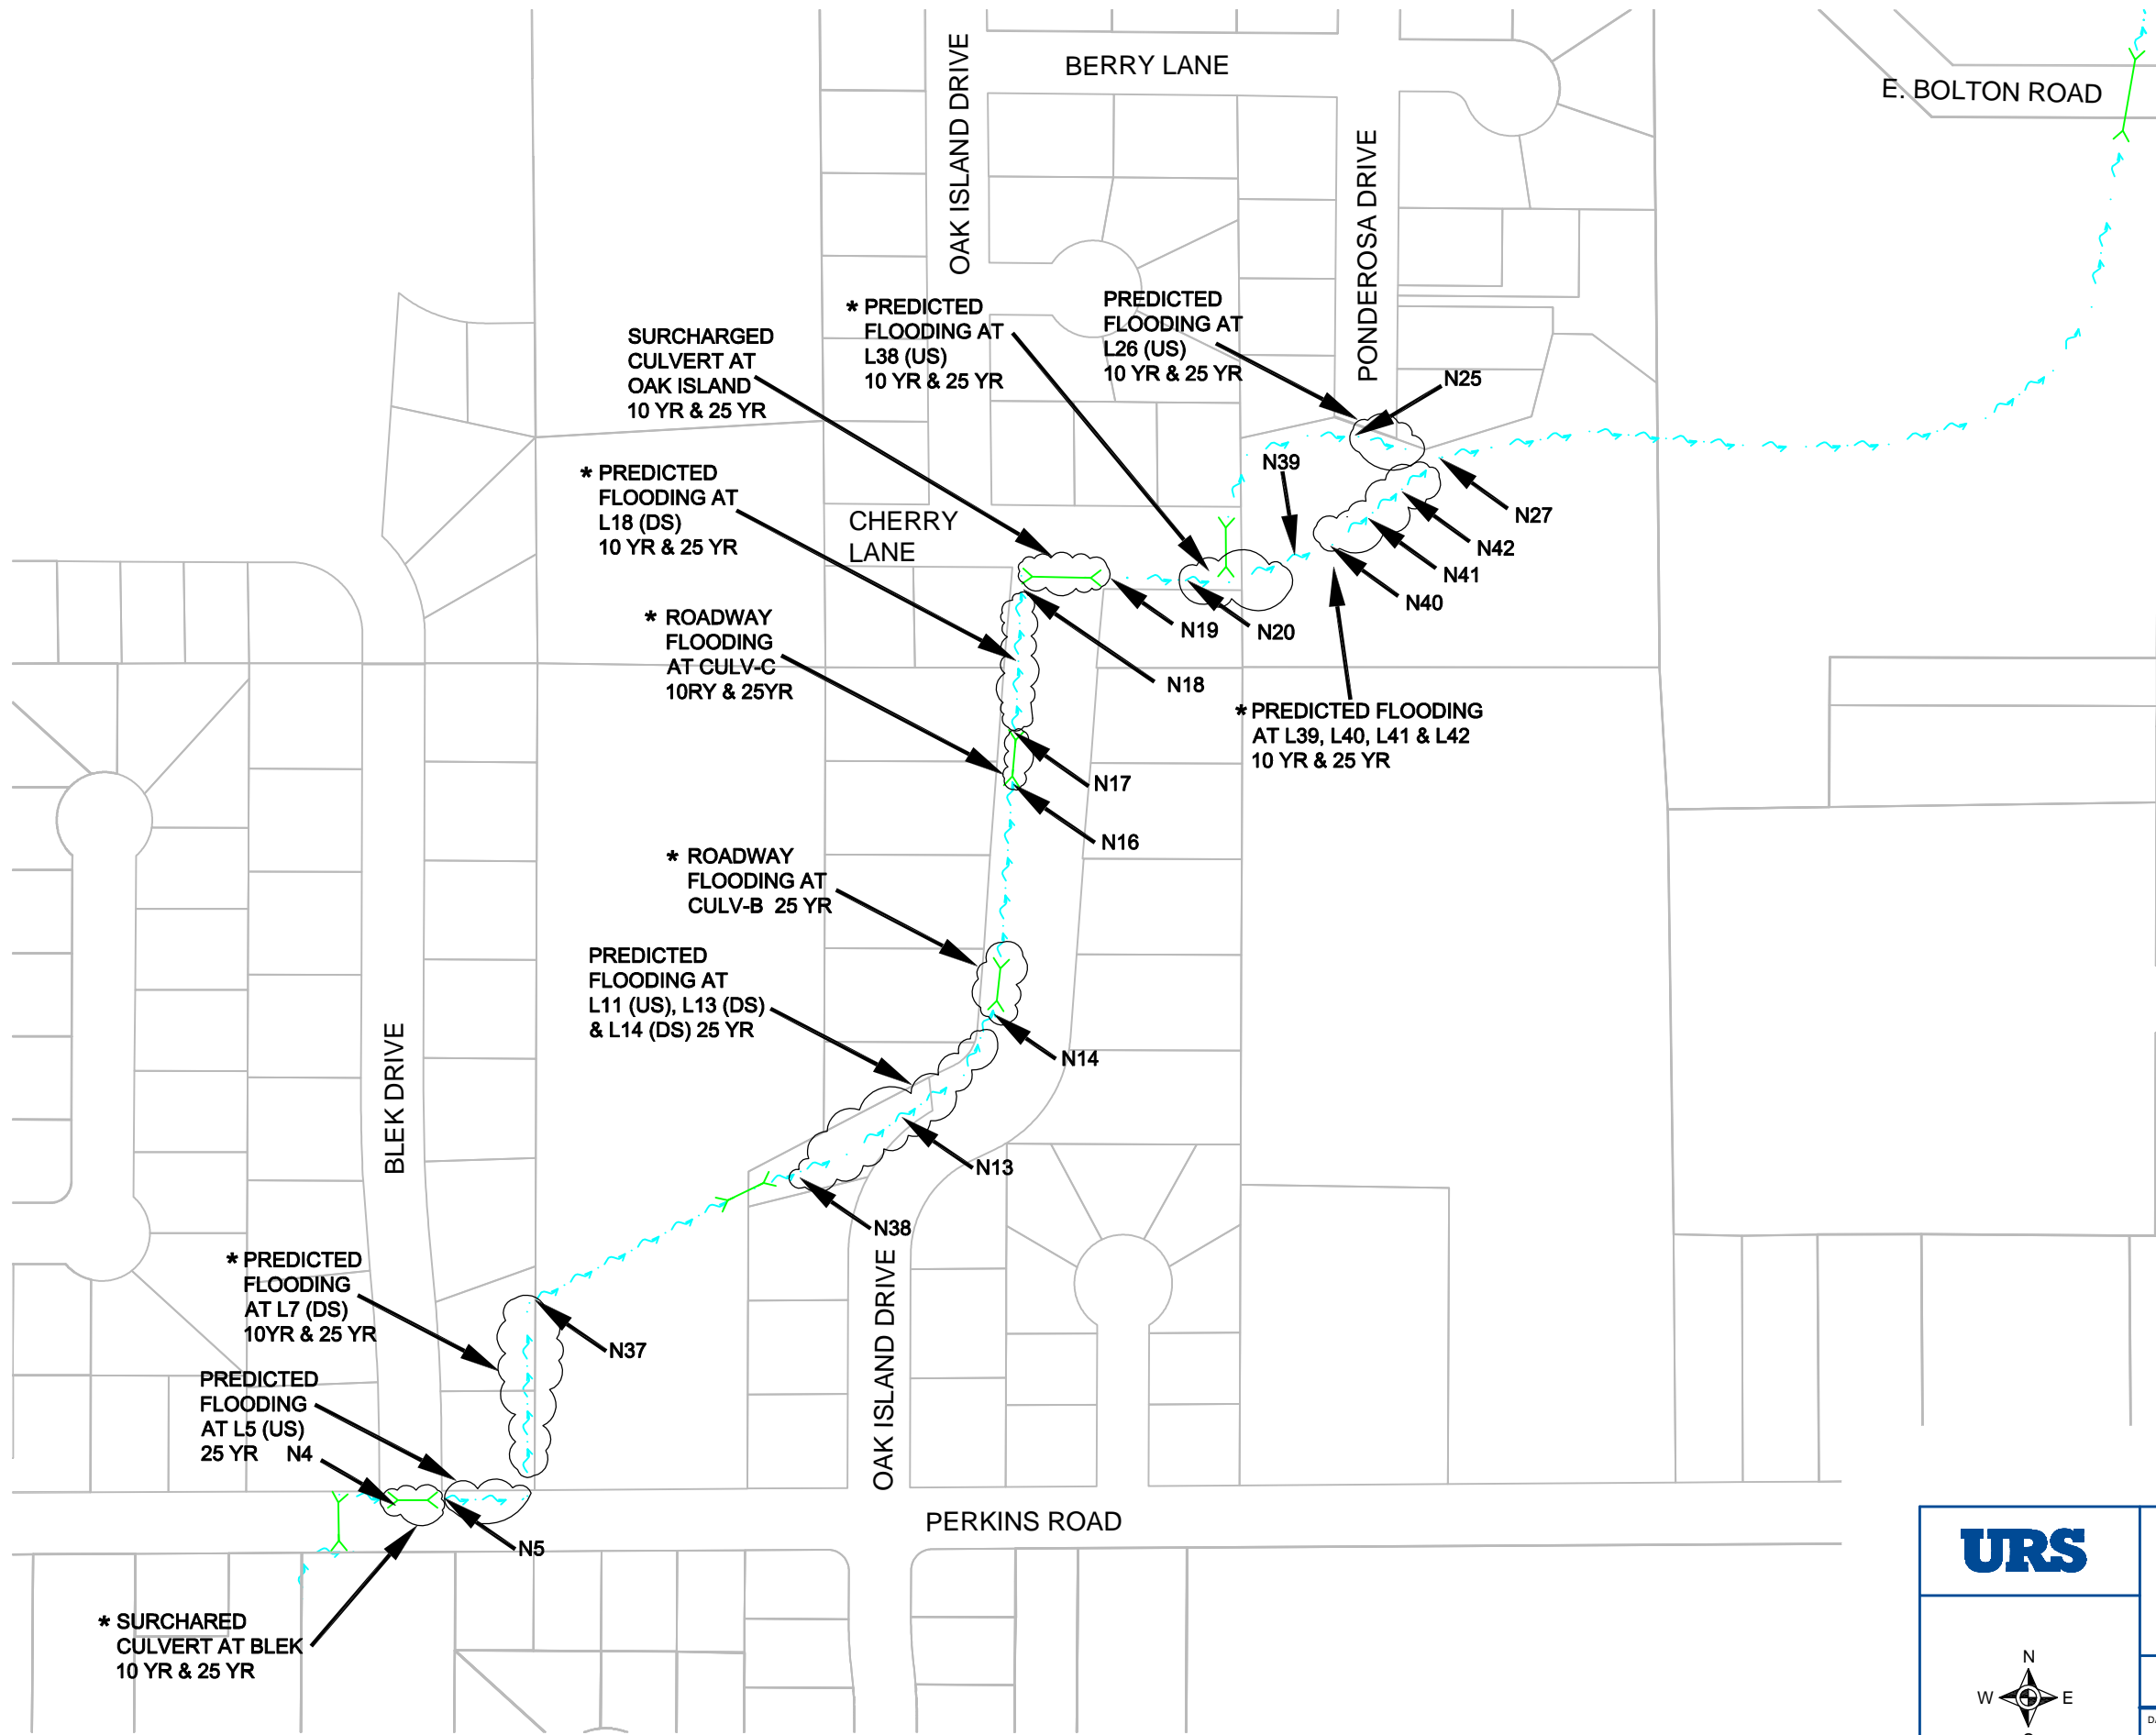 BERRY LANE
E. BOLTON ROAD
OAK ISLAND DRIVE
PONDEROSA DRIVE
* PREDICTED
FLOODING AT
L38 (US)
10 YR & 25 YR
PREDICTED
FLOODING AT
L26 (US)
10 YR & 25 YR
SURCHARGED
CULVERT AT
OAK ISLAND
10 YR & 25 YR
N25
N39
* PREDICTED
FLOODING AT
L18 (DS)
10 YR & 25 YR
CHERRY
LANE
N27
N42
N41
N40
N19
N20
* ROADWAY
FLOODING
AT CULV-C
10RY & 25YR
N18
* PREDICTED FLOODING
AT L39, L40, L41 & L42
10 YR & 25 YR
N17
N16
* ROADWAY
FLOODING AT
CULV-B 25 YR
PREDICTED
FLOODING AT
L11 (US), L13 (DS)
& L14 (DS) 25 YR
N14
BLEK DRIVE
N13
N38
* PREDICTED
FLOODING
AT L7 (DS)
10YR & 25 YR
OAK ISLAND DRIVE
N37
PREDICTED
FLOODING
AT L5 (US)
25 YR N4
PERKINS ROAD
N5
URS
* SURCHARED
CULVERT AT BLEK
10 YR & 25 YR
N
W E